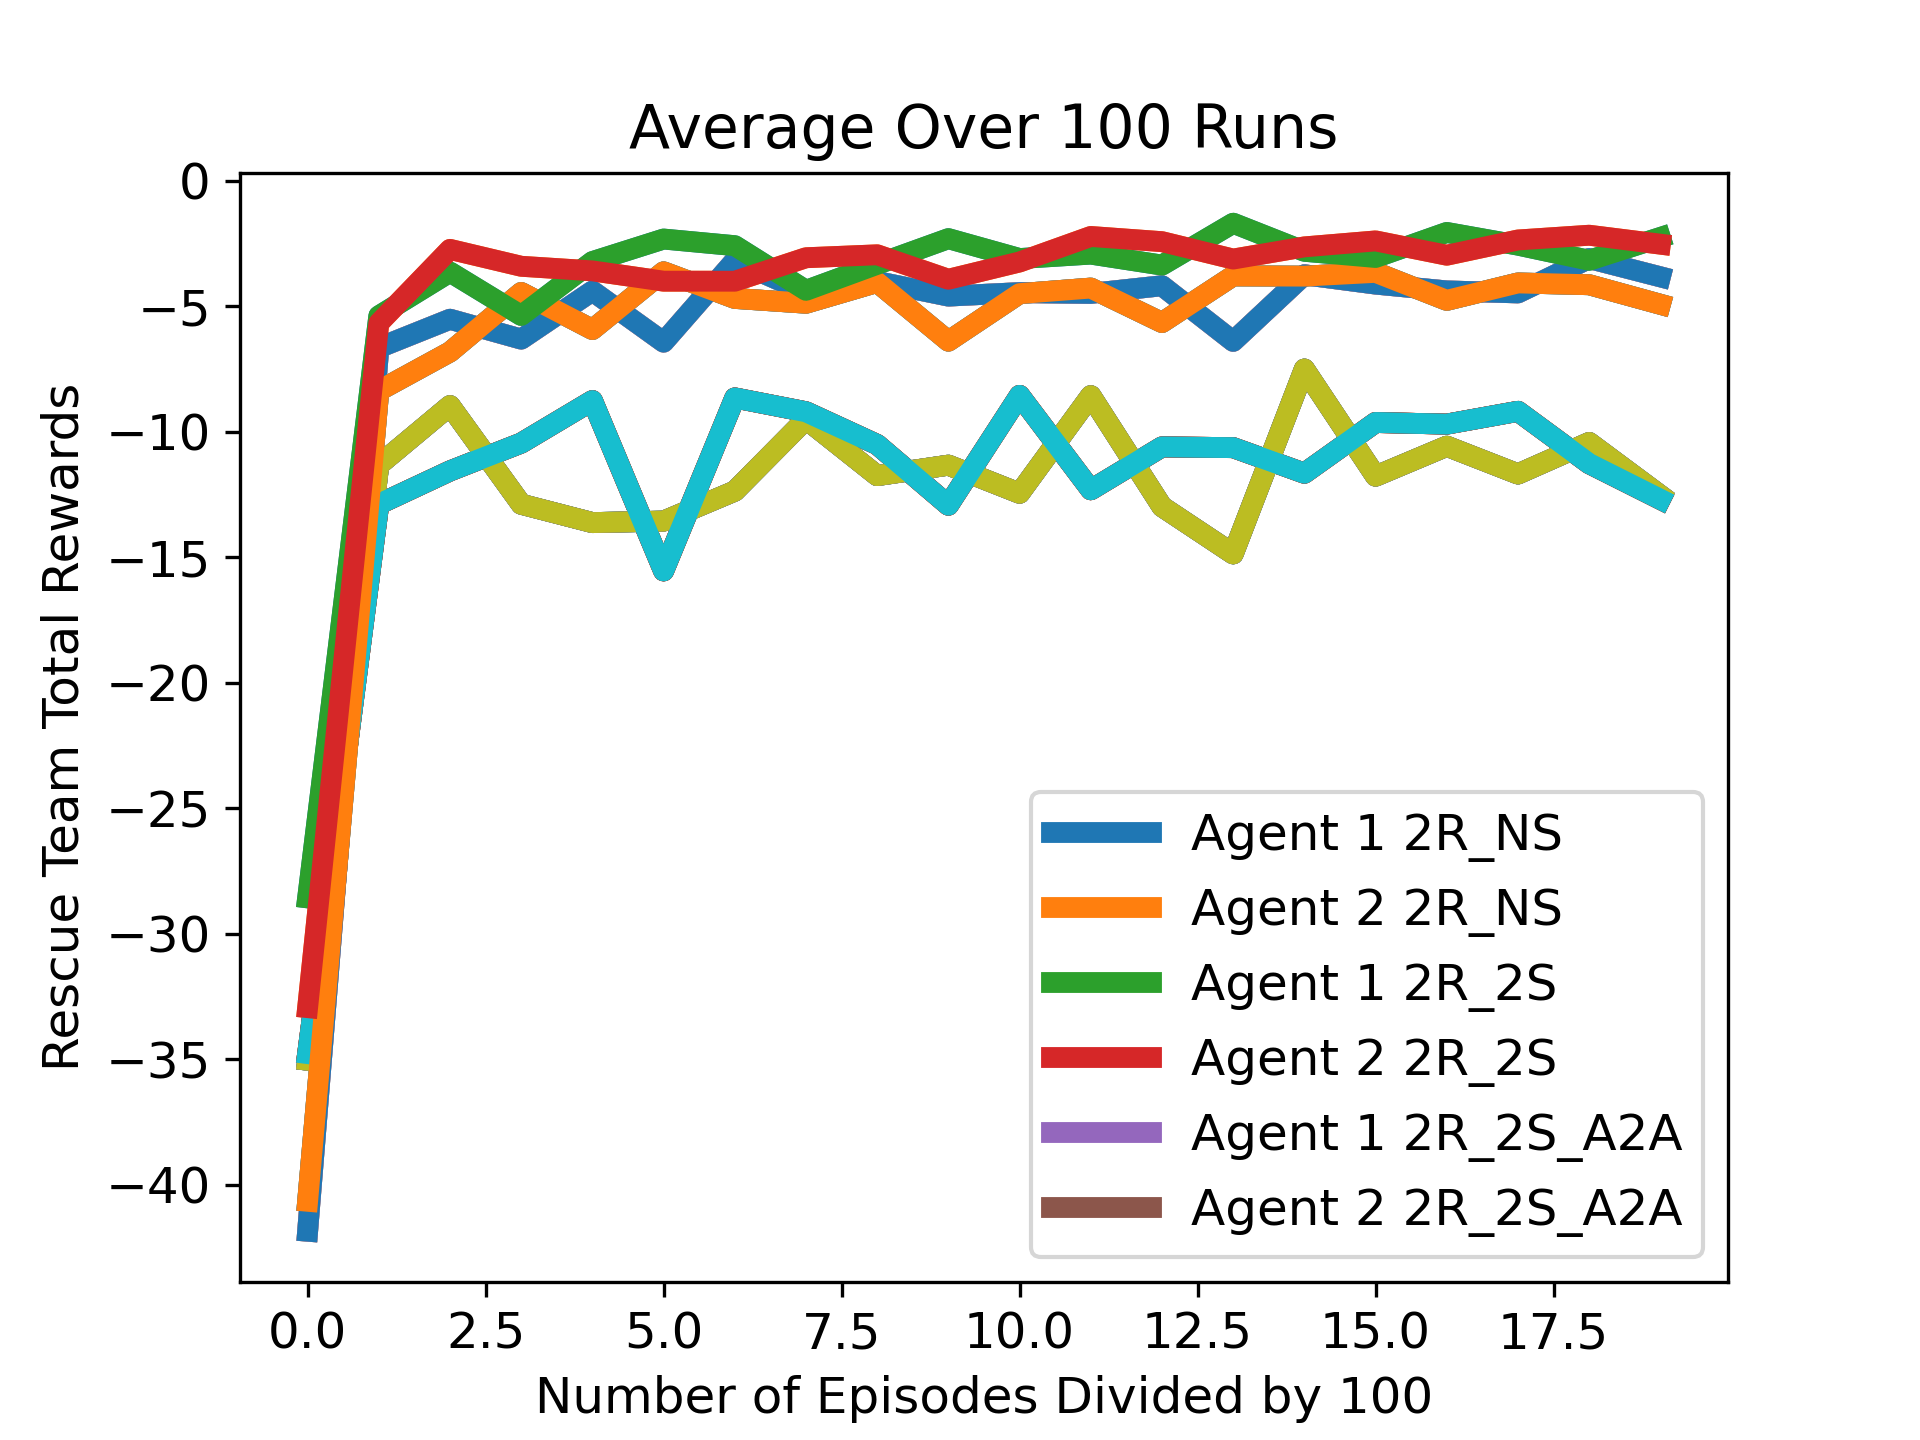 Average Over 100 Runs
Rescue Team Total Rewards
0
−5
−10
−15
−20
−25
−30
−35
−40
Agent 1 2R_NS
Agent 2 2R_NS
Agent 1 2R_2S
Agent 2 2R_2S
Agent 1 2R_2S_A2A
Agent 2 2R_2S_A2A
0.0 2.5 5.0 7.5 10.0 12.5 15.0 17.5
Number of Episodes Divided by 100